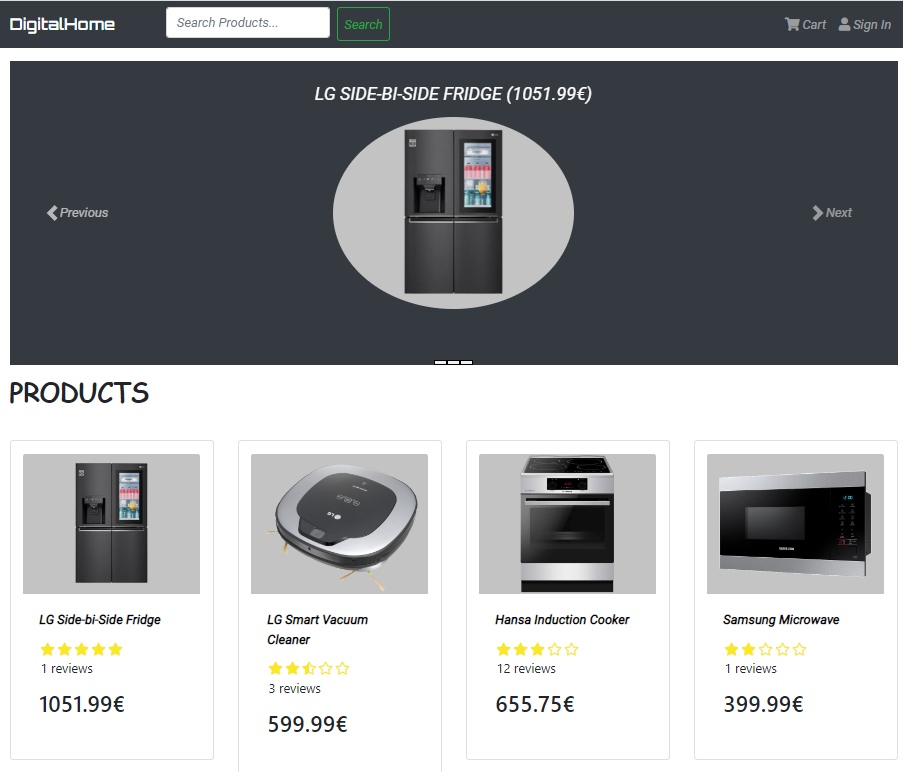 DigitalHome Search Products... Search Cart Sign In
LG SIDE-BI-SIDE FRIDGE (1051.99€)
Previous Next
PRODUCTS
LG Side-bi-Side Fridge
1 reviews
1051.99€
LG Smart Vacuum
Cleaner
3 reviews
599.99€
Hansa Induction Cooker
12 reviews
655.75€
Samsung Microwave
1 reviews
399.99€
LG
SAMSUNG